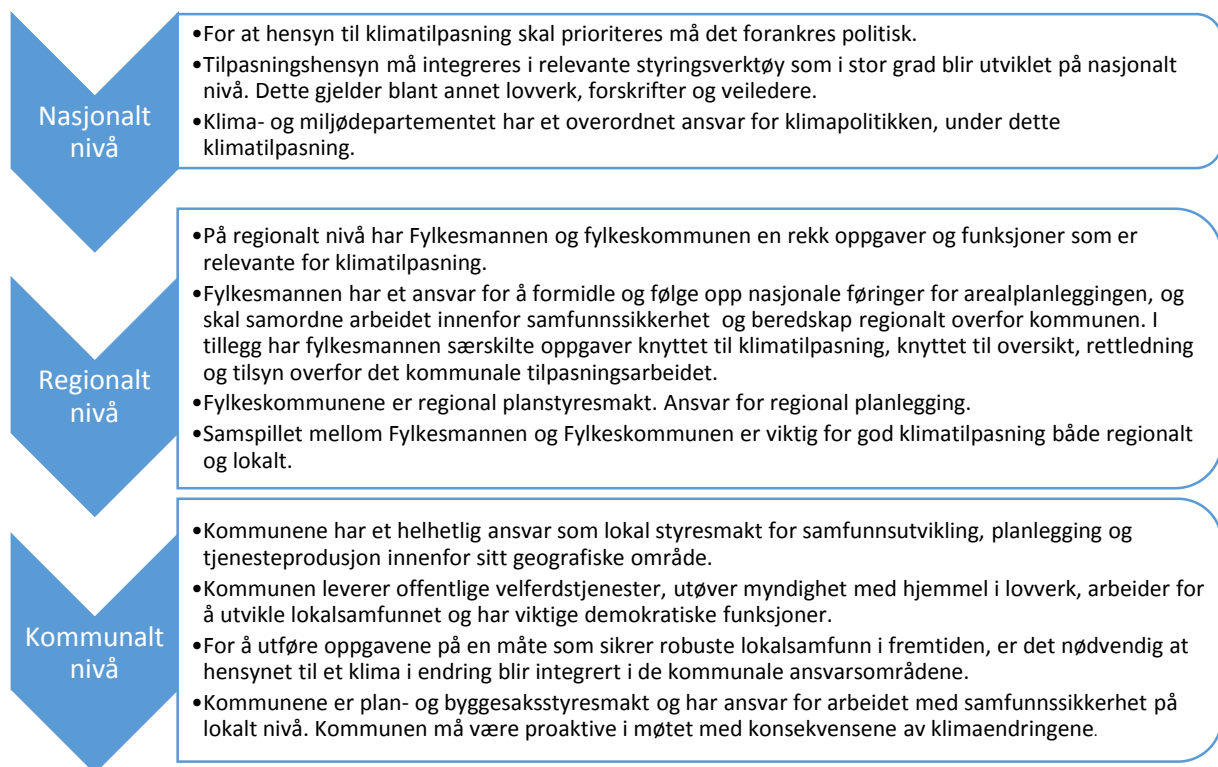 Nasjonalt
nivå
•For at hensyn til klimatilpasning skal prioriteres må det forankres politisk.
•Tilpasningshensyn må integreres i relevante styringsverktøy som i stor grad blir utviklet på nasjonalt
nivå. Dette gjelder blant annet lovverk, forskrifter og veiledere.
•Klima- og miljødepartementet har et overordnet ansvar for klimapolitikken, under dette
klimatilpasning.
Regionalt
nivå
•På regionalt nivå har Fylkesmannen og fylkeskommunen en rekk oppgaver og funksjoner som er
relevante for klimatilpasning.
•Fylkesmannen har et ansvar for å formidle og følge opp nasjonale føringer for arealplanleggingen, og
skal samordne arbeidet innenfor samfunnssikkerhet og beredskap regionalt overfor kommunen. I
tillegg har fylkesmannen særskilte oppgaver knyttet til klimatilpasning, knyttet til oversikt, rettledning
og tilsyn overfor det kommunale tilpasningsarbeidet.
•Fylkeskommunene er regional planstyresmakt. Ansvar for regional planlegging.
•Samspillet mellom Fylkesmannen og Fylkeskommunen er viktig for god klimatilpasning både regionalt
og lokalt.
Kommunalt
nivå
•Kommunene har et helhetlig ansvar som lokal styresmakt for samfunnsutvikling, planlegging og
tjenesteprodusjon innenfor sitt geografiske område.
•Kommunen leverer offentlige velferdstjenester, utøver myndighet med hjemmel i lovverk, arbeider for
å utvikle lokalsamfunnet og har viktige demokratiske funksjoner.
•For å utføre oppgavene på en måte som sikrer robuste lokalsamfunn i fremtiden, er det nødvendig at
hensynet til et klima i endring blir integrert i de kommunale ansvarsområdene.
•Kommunene er plan- og byggesaksstyresmakt og har ansvar for arbeidet med samfunnssikkerhet på
lokalt nivå. Kommunen må være proaktive i møtet med konsekvensene av klimaendringene.